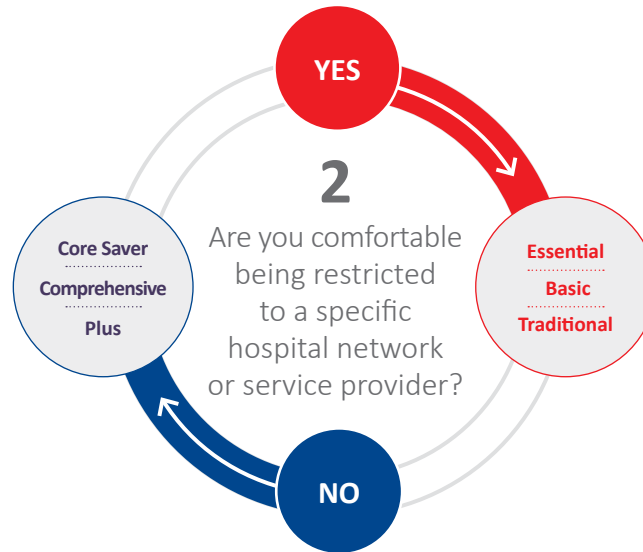 YES
2
Are you comfortable
being restricted
to a specific
hospital network
or service provider?
Core Saver
Comprehensive
Plus
Essential
Basic
Traditional
NO